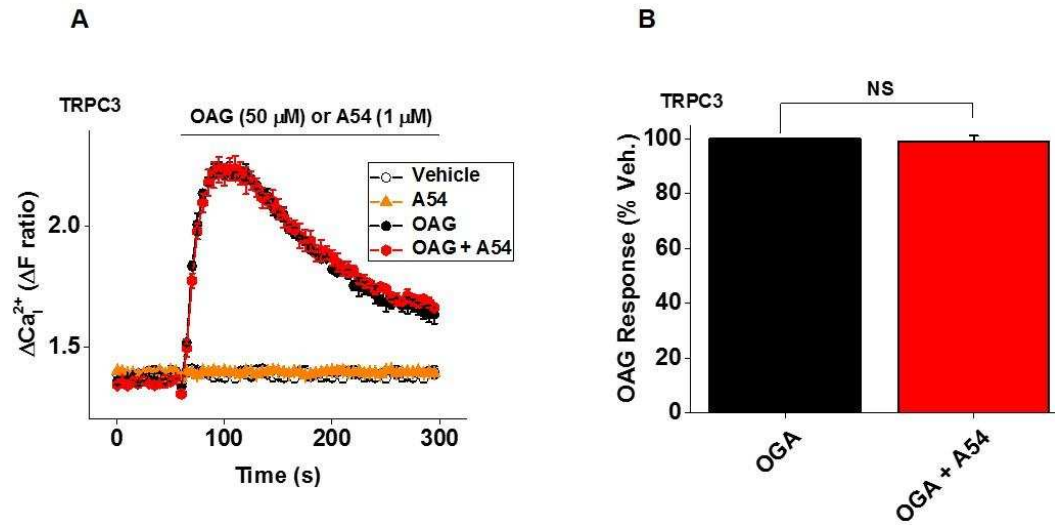 A
TRPC3
OAG (50 μM) or A54 (1 μM)
Vehicle
A54
OAG
OAG + A54
ΔCai2+ (ΔF ratio)
2.0
1.5
0
100
200
300
Time (s)
B
TRPC3
NS
OAG Response (% Veh.)
100
80
60
40
20
0
OGA
OGA + A54